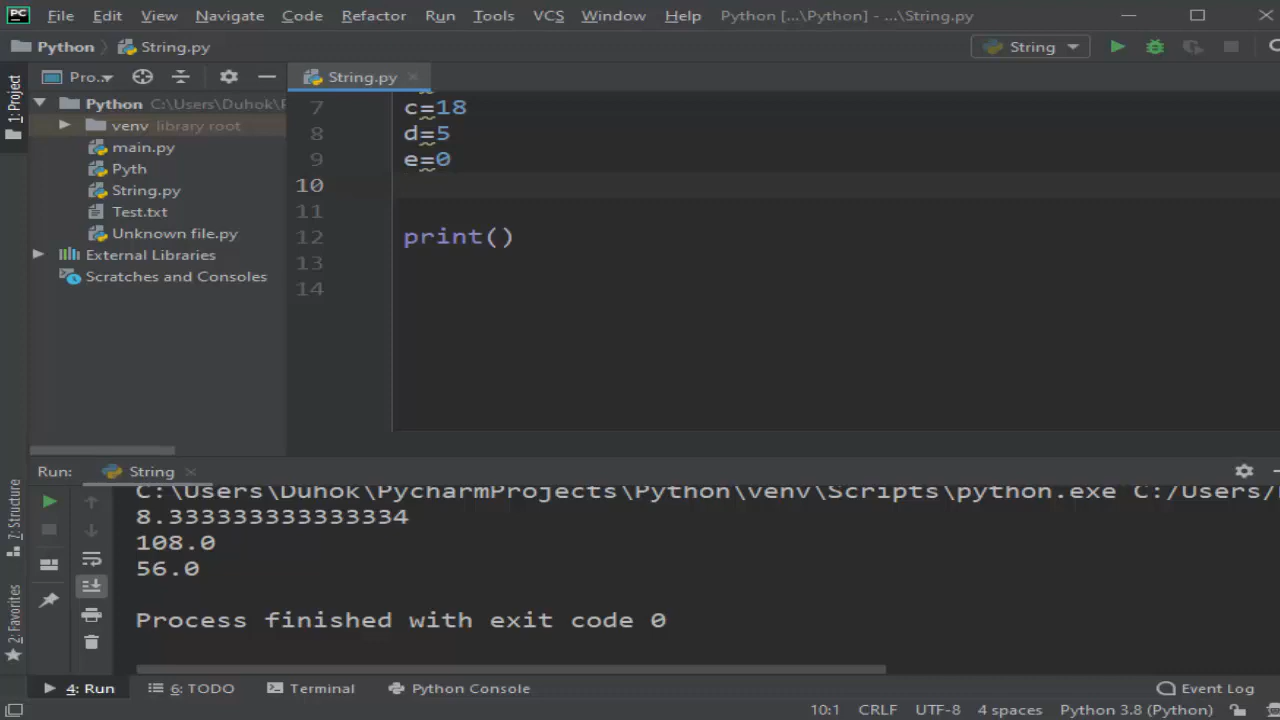 PC File Edit View Navigate Code Refactor Run Tools VCS Window Help Python [...\Python] - ...\String.py
Python String.py String
1: Project Pro.. String.py
Python C:\Users\Duhok\P
venv library root
main.py
Pyth
String.py
Test.txt
Unknown file.py
External Libraries
Scratches and Consoles
7 c=18
8 d=5
9 e=0
10
11
12 print()
13
14
Run: String
7: Structure
2: Favorites
C:\Users\Duhok\PycharmProjects\Python\venv\Scripts\python.exe C:/Users/
8.333333333333334
108.0
56.0
Process finished with exit code 0
4: Run 6: TODO Terminal Python Console Event Log
10:1 CRLF UTF-8 4 spaces Python 3.8 (Python)